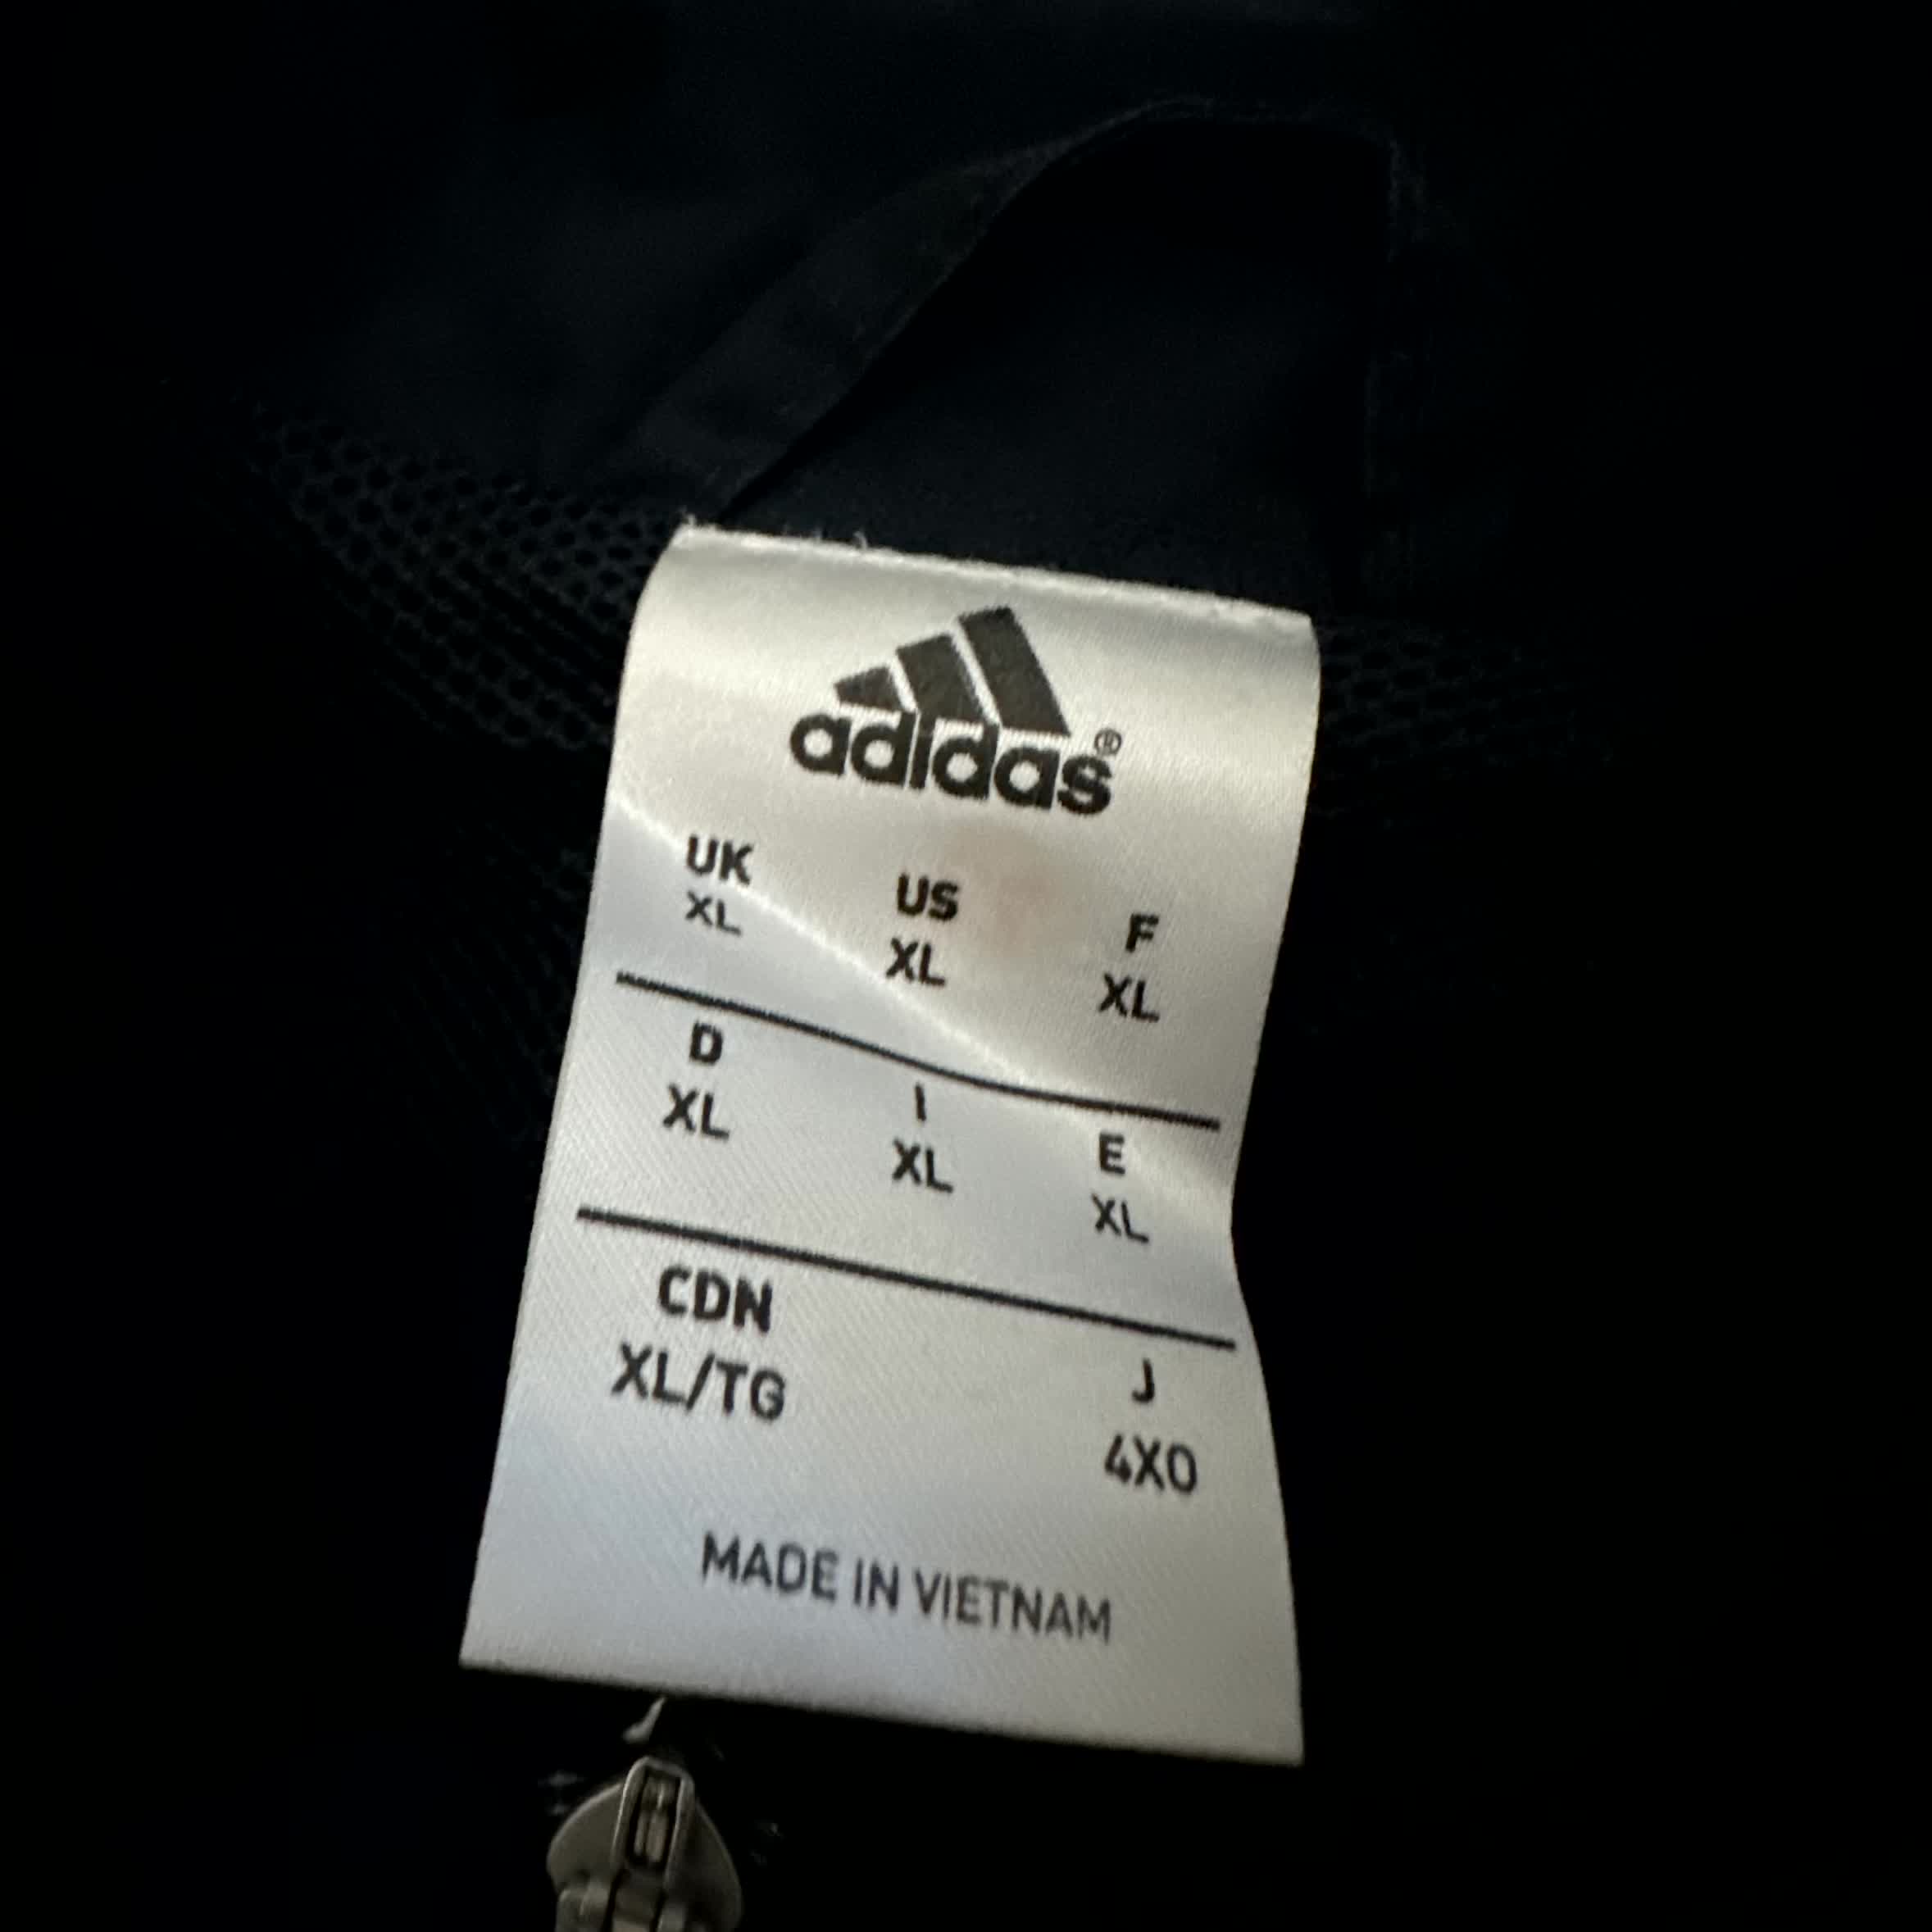 adidas®
UK US F
XL XL XL
D I E
XL XL XL
CDN J
XL/TG 4XO
MADE IN VIETNAM